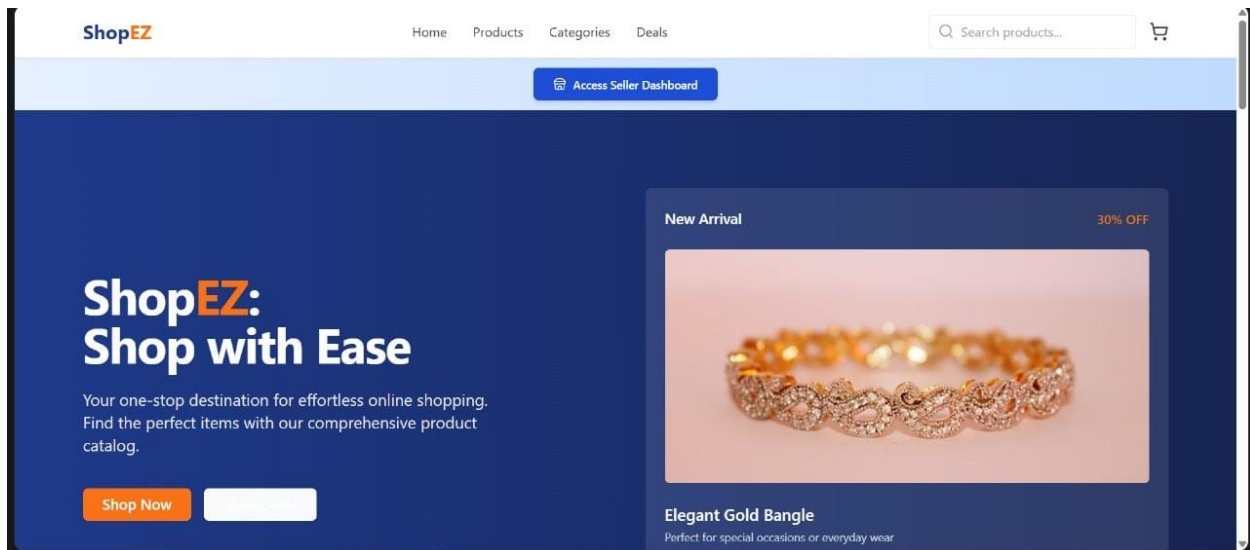 ShopEZ
Home Products Categories Deals
Search products...
Access Seller Dashboard
ShopEZ:
Shop with Ease
Your one-stop destination for effortless online shopping.
Find the perfect items with our comprehensive product
catalog.
Shop Now
New Arrival
30% OFF
Elegant Gold Bangle
Perfect for special occasions or everyday wear